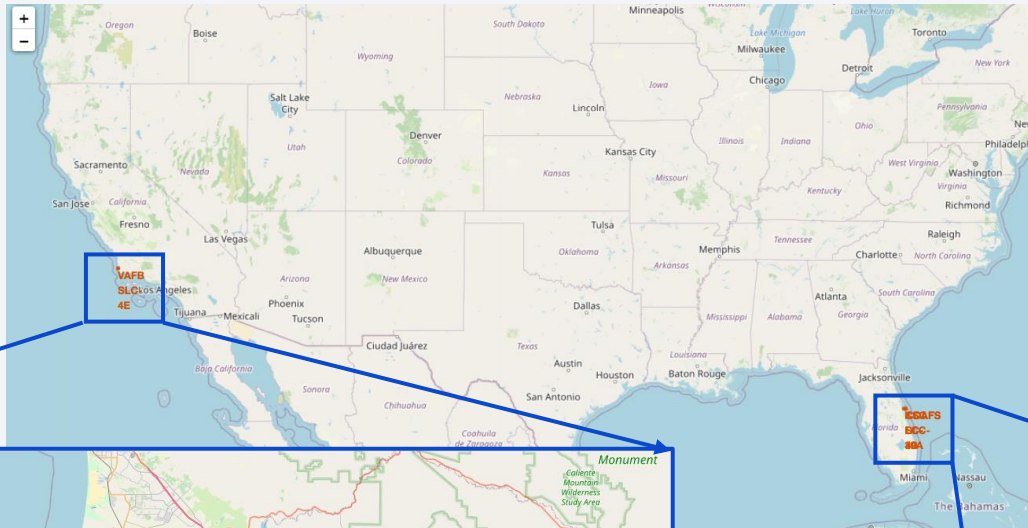 +
−
Oregon
Boise
South Dakota
Minneapolis
Wisconsin
Lake Huron
Toronto
Lake Michigan
Milwaukee
Wyoming
Detroit
New York
Chicago
Iowa
Salt Lake
City
Nebraska
Lincoln
Pennsylvania
Denver
Ohio
Utah
Colorado
Illinois
Indiana
Philadelp
Kansas City
Sacramento
Nevada
Kansas
Missouri
West Virginia
Washington
Virginia
Kentucky
San Jose
California
Richmond
Fresno
Tulsa
Las Vegas
Raleigh
Tennessee
Albuquerque
Oklahoma
Memphis
Charlotte
North Carolina
Arkansas
VAFB
SLC-
4E
Los Angeles
Arizona
New Mexico
South Carolina
Phoenix
Atlanta
Dallas
Tijuana
Mexicali
Tucson
Mississippi
Alabama
Georgia
Ciudad Juárez
Texas
Louisiana
Baja California
Austin
Houston
Baton Rouge
Jacksonville
Sonora
San Antonio
Chihuahua
Florida
Coahuila
de Zaragoza
Monument
Caliente
Mountain
Wilderness
Study Area
Miami
Nassau
The Bahamas